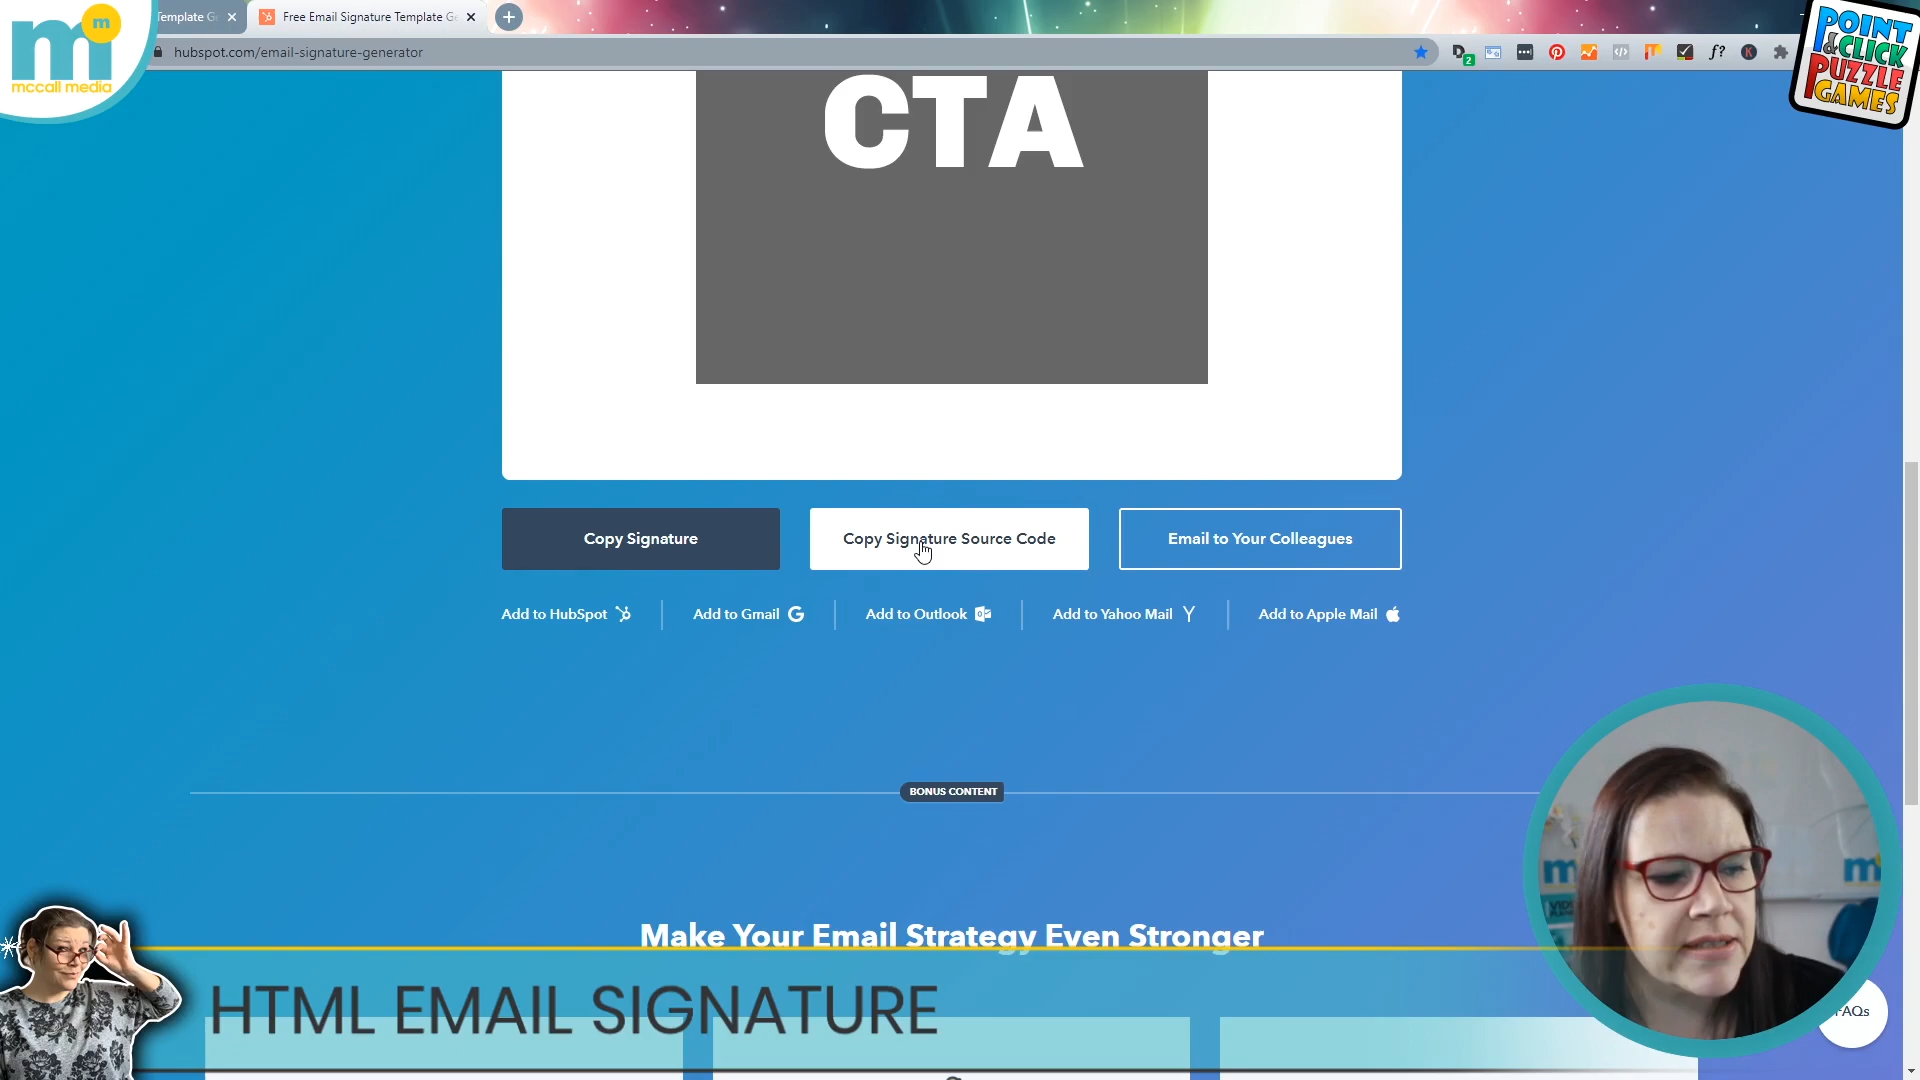 m
m
mccall media
Template G
Free Email Signature Template Ge
hubspot.com/email-signature-generator
2
f?
K
POINT
& CLICK
PUZZLE
GAMES
CTA
Copy Signature
Copy Signature Source Code
Email to Your Colleagues
Add to HubSpot
Add to Gmail
Add to Outlook
Add to Yahoo Mail
Add to Apple Mail
BONUS CONTENT
Make Your Email Strategy Even Stronger
HTML EMAIL SIGNATURE
FAQs